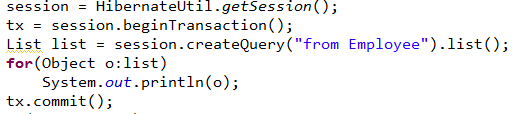 session = HibernateUtil.getSession();
tx = session.beginTransaction();
List list = session.createQuery("from Employee").list();
for(Object o:list)
System.out.println(o);
tx.commit();